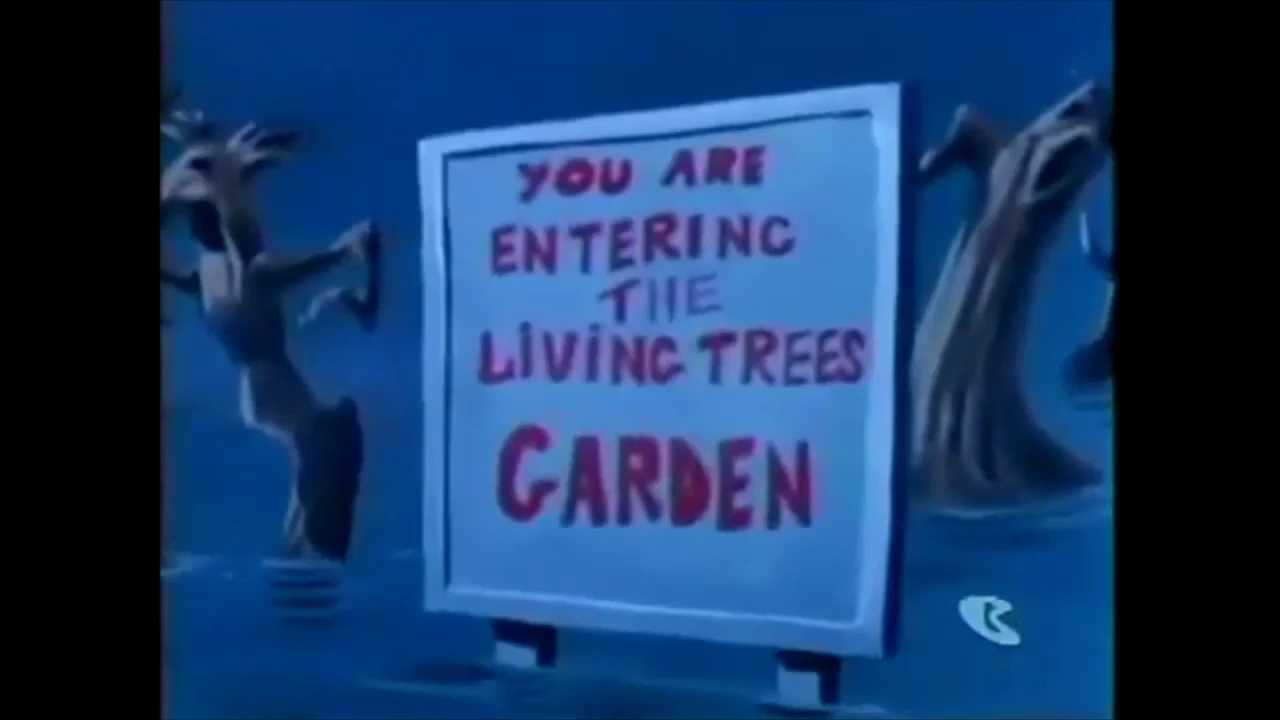 YOU ARE
ENTERING
THE
LIVING TREES
GARDEN